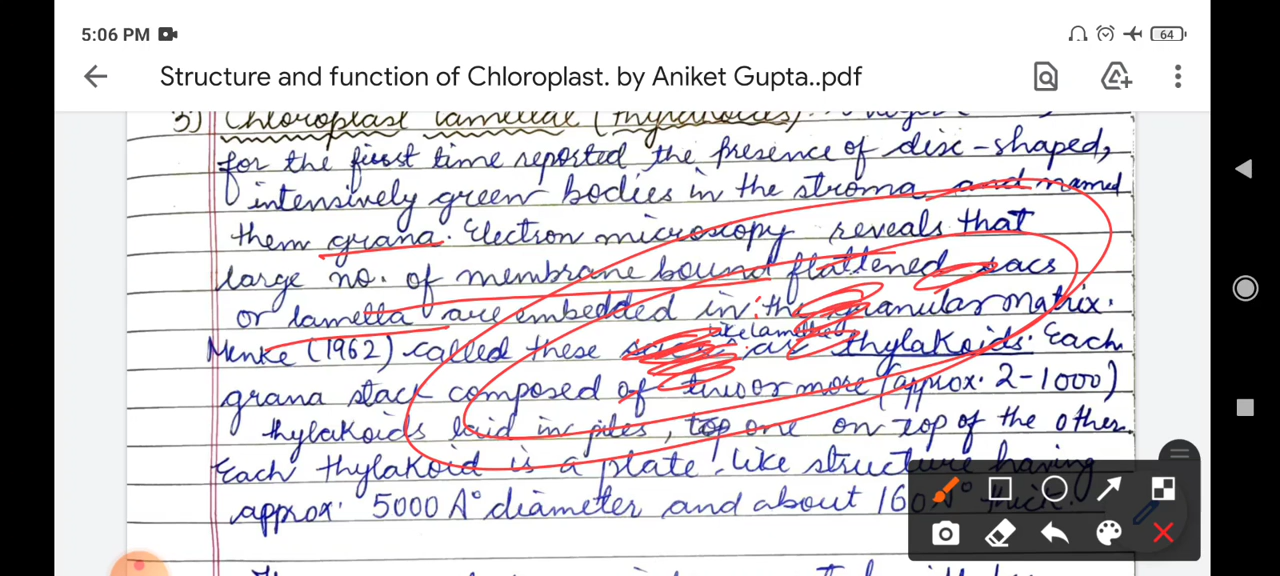 5:06 PM 64
Structure and function of Chloroplast. by Aniket Gupta..pdf
3) Chloroplast lamellae (thylakoids)
for the first time reported the presence of disc-shaped,
intensively green bodies in the stroma and named
them grana. Electron microscopy reveals that
large no. of membrane bound flattened sacs
or lamella are embedded in the granular matrix.
like lamellae
Menke (1962) called these sacs as thylakoids. Each
grana stack composed of two or more (approx. 2-1000)
thylakoids laid in piles, top one on top of the other.
Each thylakoid is a plate like structure having
approx. 5000 A° diameter and about 160 A° thick.